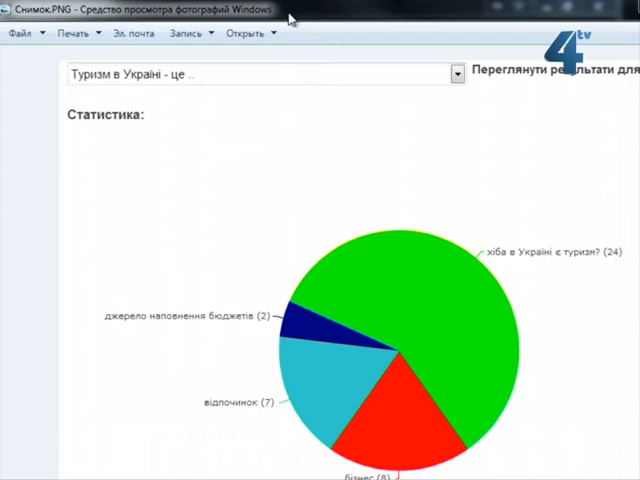 Снимок.PNG - Средство просмотра фотографий Windows
Файл Печать Эл. почта Запись Открыть
4tv
Туризм в Україні - це ..
Переглянути результати для
Статистика:
хіба в Україні є туризм? (24)
джерело наповнення бюджетів (2)
відпочинок (7)
бізнес (8)